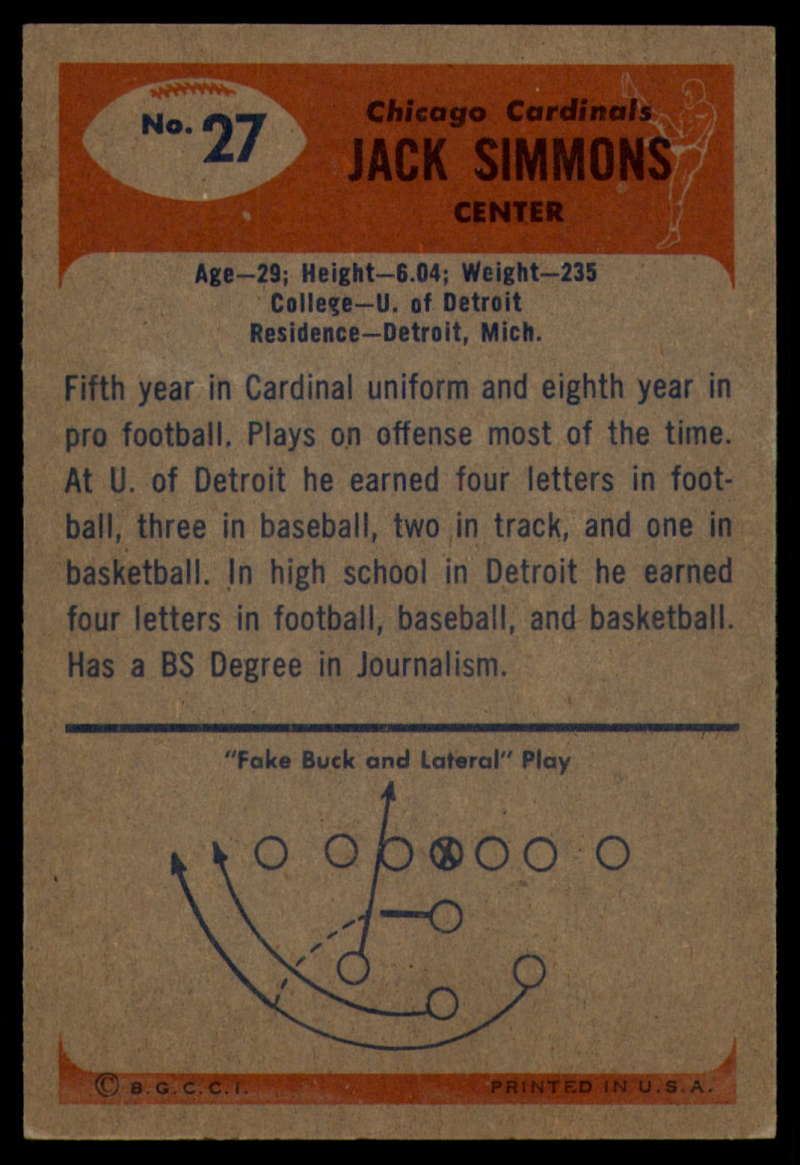 No. 27
Chicago Cardinals
JACK SIMMONS
CENTER
Age—29; Height—6.04; Weight—235
College—U. of Detroit
Residence—Detroit, Mich.
Fifth year in Cardinal uniform and eighth year in
pro football. Plays on offense most of the time.
At U. of Detroit he earned four letters in foot-
ball, three in baseball, two in track, and one in
basketball. In high school in Detroit he earned
four letters in football, baseball, and basketball.
Has a BS Degree in Journalism.
"Fake Buck and Lateral" Play
© B.G.C.C.I.
PRINTED IN U.S.A.